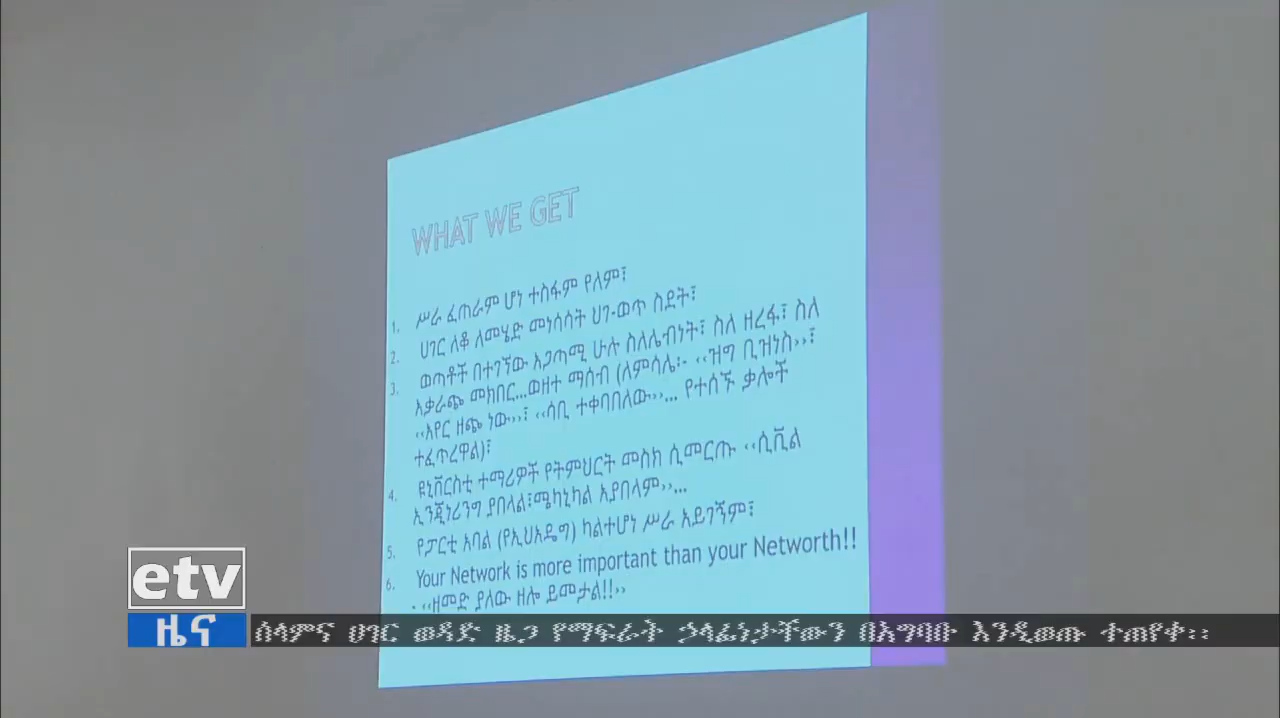 WHAT WE GET
1. ሥራ ፈጠራም ሆነ ተስፋም የለም፣
2. ሀገር ለቆ ለመሄድ መነሳሳት ህገ-ወጥ ስደት፣
3. ወጣቶች በተገኘው አጋጣሚ ሁሉ ስለሌብነት፣ ስለ ዘረፋ፣ ስለ
አቃራጭ መክበር...ወዘተ ማሰብ (ለምሳሌ፡- ‹‹ዝግ ቢዝነስ››፣
‹‹አየር ዘጭ ነው››፣ ‹‹ሳቢ ተቀባበለው››... የተሰኙ ቃሎች
ተፈጥረዋል)፣
4. ዩኒቨርስቲ ተማሪዎች የትምህርት መስክ ሲመርጡ ‹‹ሲቪል
ኢንጂነሪንግ ያበላል፣ሜካኒካል አያበላም››...
5. የፓርቲ አባል (የኢህአዴግ) ካልተሆነ ሥራ አይገኝም፣
6. Your Network is more important than your Networth!!
- ‹‹ዘመድ ያለው ዘሎ ይመታል!!››
etv
ዜና
ሰላምና ሀገር ወዳድ ዜጋ የማፍራት ኃላፊነታቸውን በአግባቡ እንዲወጡ ተጠየቀ፡፡